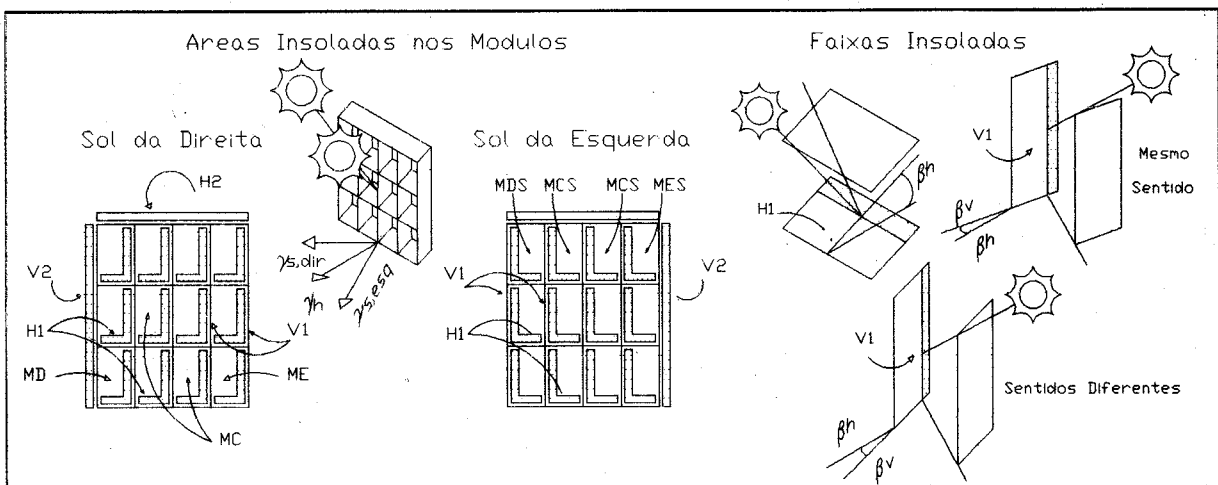 Areas Insoladas nos Modulos
Faixas Insoladas
Sol da Direita
H2
V2
H1
MD
MC
V1
ME
γs,dir
γh
γs,esq
Sol da Esquerda
MDS
MCS
MCS
MES
V1
H1
V2
H1
βh
V1
Mesmo
Sentido
βv
βh
V1
Sentidos Diferentes
βh
βv